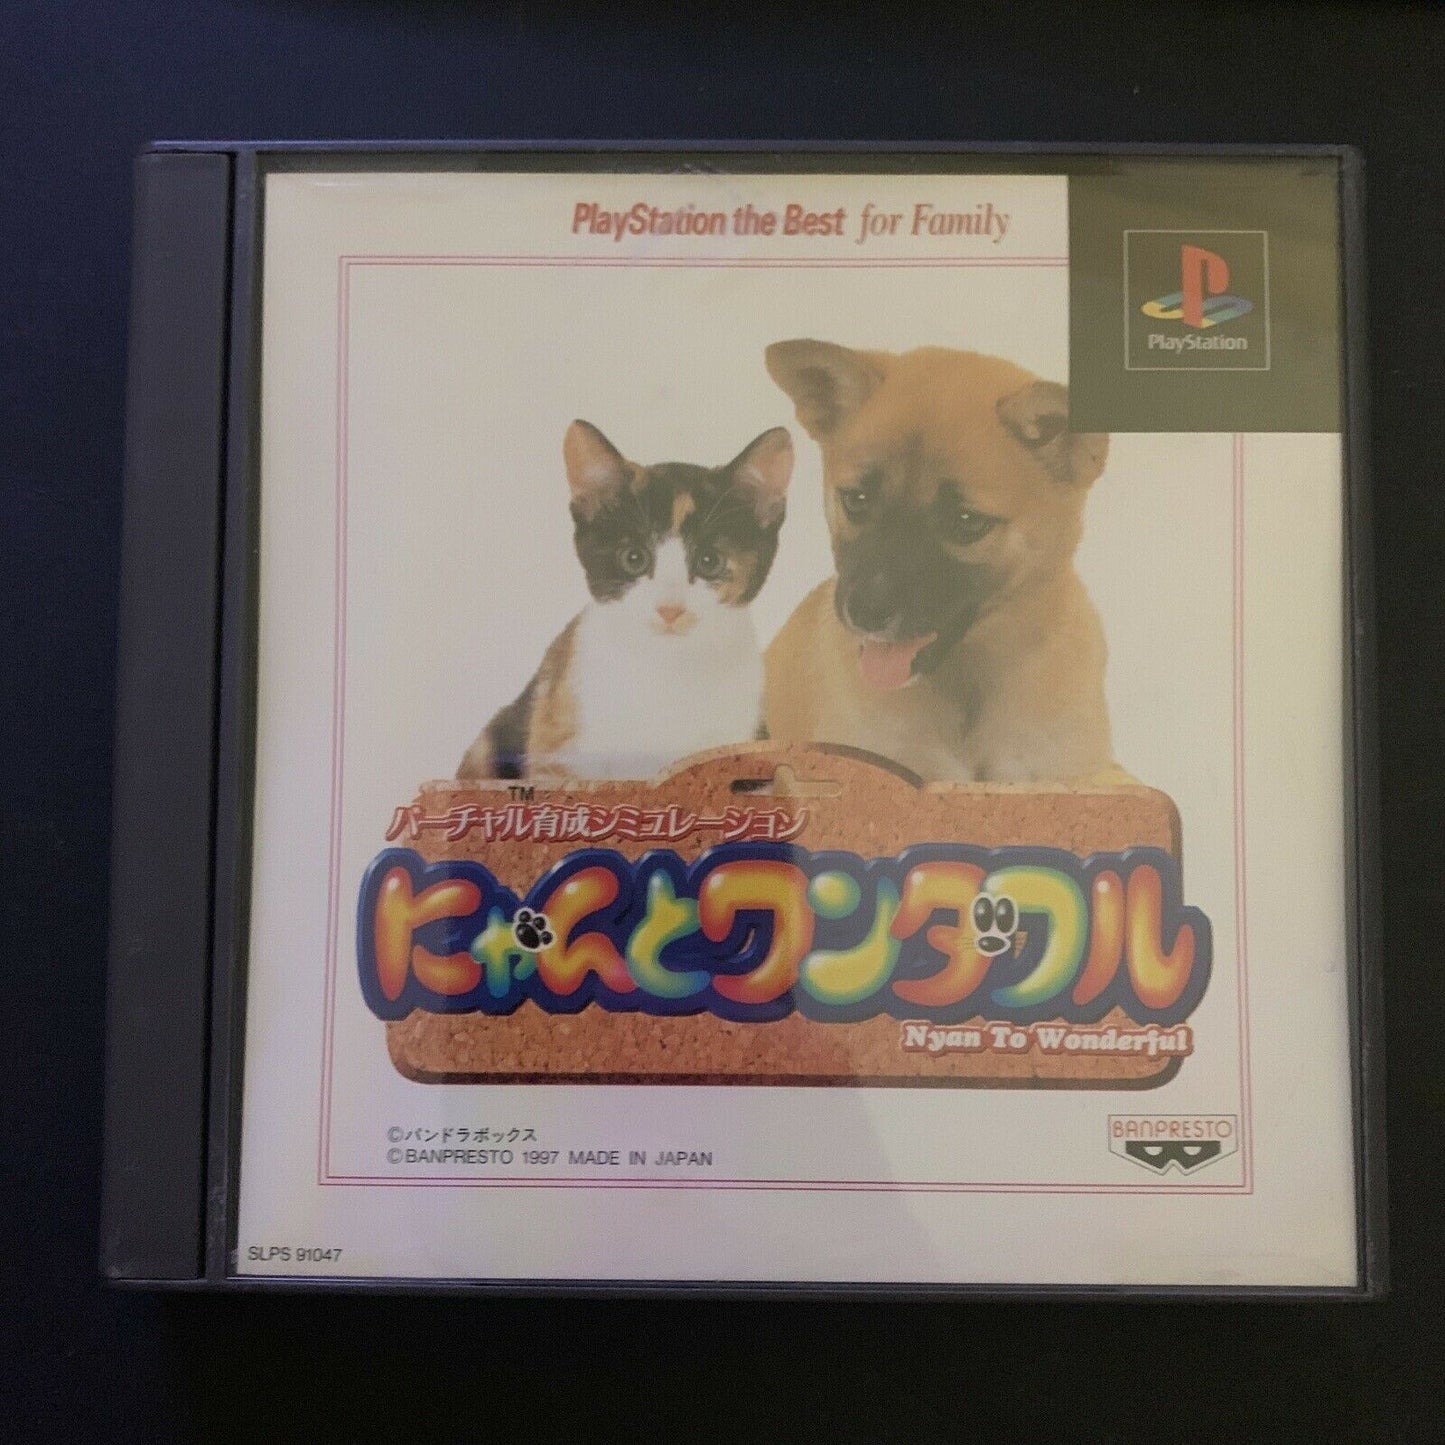 PlayStation the Best for Family
PlayStation
TM
バーチャル育成シミュレーション
にゃんとワンダフル
Nyan To Wonderful
©パンドラボックス
©BANPRESTO 1997 MADE IN JAPAN
BANPRESTO
SLPS 91047